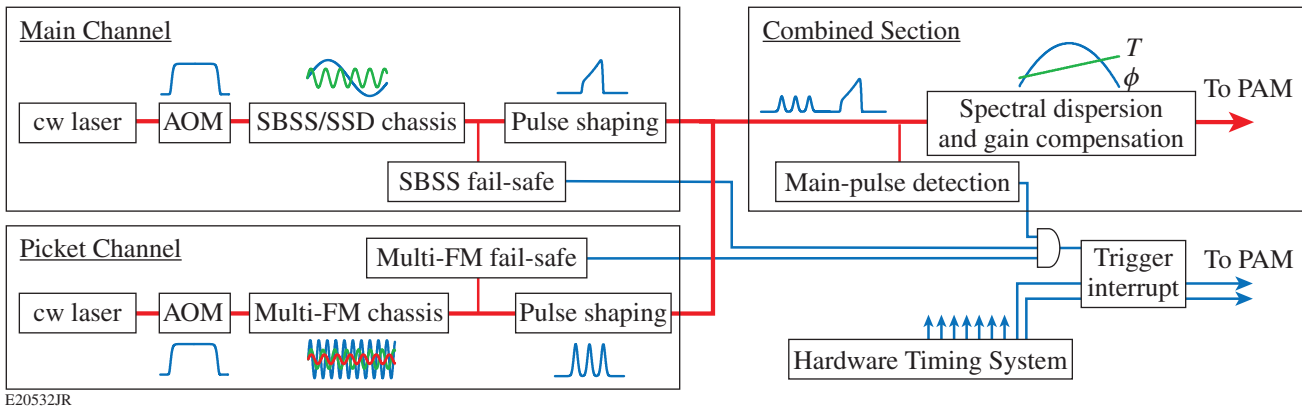 Main Channel
cw laser
AOM
SBSS/SSD chassis
Pulse shaping
SBSS fail-safe
Picket Channel
Multi-FM fail-safe
cw laser
AOM
Multi-FM chassis
Pulse shaping
Combined Section
T
ϕ
To PAM
Spectral dispersion
and gain compensation
Main-pulse detection
Trigger
interrupt
To PAM
Hardware Timing System
E20532JR